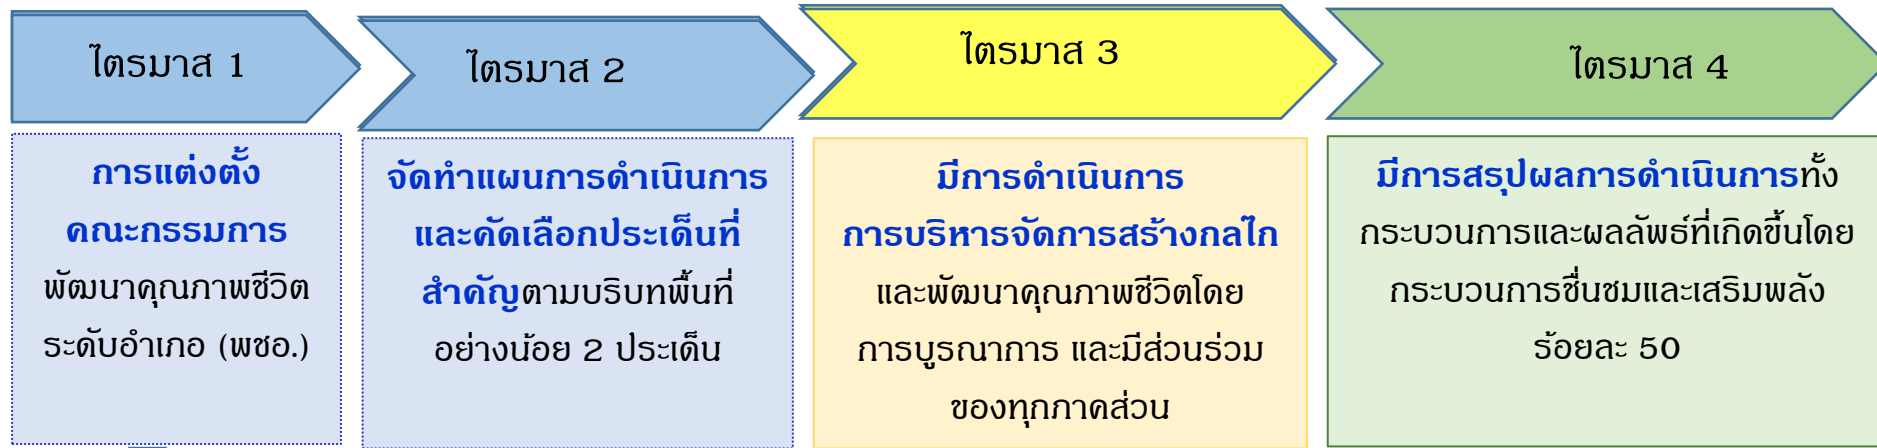 ไตรมาส 1
ไตรมาส 2
ไตรมาส 3
ไตรมาส 4
การแต่งตั้ง
คณะกรรมการ
พัฒนาคุณภาพชีวิต
ระดับอำเภอ (พชอ.)
จัดทำแผนการดำเนินการ
และคัดเลือกประเด็นที่
สำคัญตามบริบทพื้นที่
อย่างน้อย 2 ประเด็น
มีการดำเนินการ
การบริหารจัดการสร้างกลไก
และพัฒนาคุณภาพชีวิตโดย
การบูรณาการ และมีส่วนร่วม
ของทุกภาคส่วน
มีการสรุปผลการดำเนินการทั้ง
กระบวนการและผลลัพธ์ที่เกิดขึ้นโดย
กระบวนการชื่นชมและเสริมพลัง
ร้อยละ 50